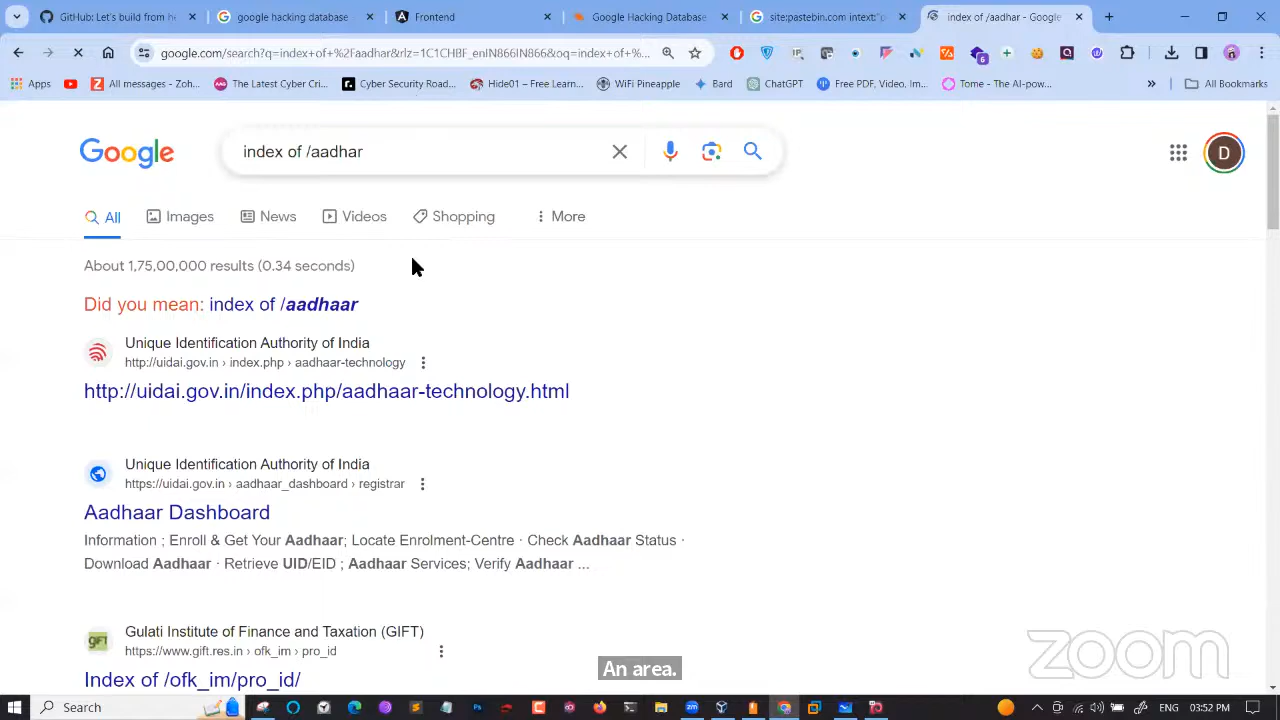 GitHub Let's build from he
google hacking database
Frontend
Google Hacking Database
site:pastebin.com intext:"p
index of /aadhar - Google
google.com/search?q=index+of+%2Faadhar&rlz=1C1CHBF_enIN866IN866&oq=index+of+%...
Apps
All messages - Zoh...
The Latest Cyber Cri...
Cyber Security Road...
Hide01 – Free Learn...
WiFi Pineapple
Bard
ChatGPT
Free PDF, Video, Im...
Tome - The AI-pow...
»
All Bookmarks
Google
index of /aadhar
D
All
Images
News
Videos
Shopping
More
About 1,75,00,000 results (0.34 seconds)
Did you mean: index of /aadhaar
Unique Identification Authority of India
http://uidai.gov.in › index.php › aadhaar-technology
http://uidai.gov.in/index.php/aadhaar-technology.html
Unique Identification Authority of India
https://uidai.gov.in › aadhaar_dashboard › registrar
Aadhaar Dashboard
Information ; Enroll & Get Your Aadhaar; Locate Enrolment-Centre · Check Aadhaar Status ·
Download Aadhaar · Retrieve UID/EID ; Aadhaar Services; Verify Aadhaar ...
Gulati Institute of Finance and Taxation (GIFT)
https://www.gift.res.in › ofk_im › pro_id
Index of /ofk_im/pro_id/
An area.
zoom
Search
ENG
03:52 PM